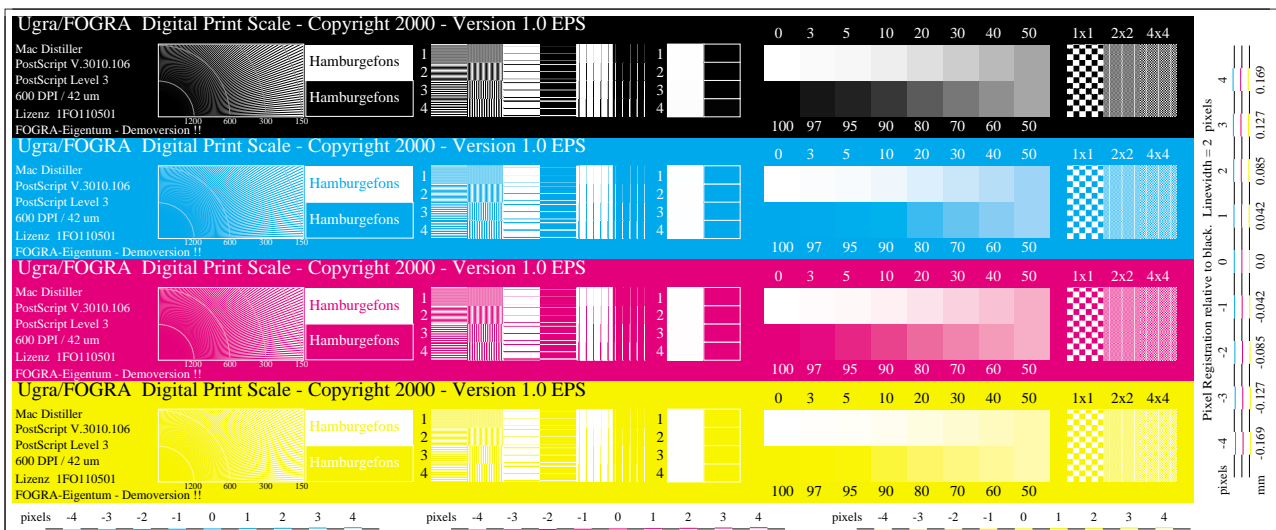 Ugra/FOGRA Digital Print Scale - Copyright 2000 - Version 1.0 EPS
Mac Distiller
PostScript V.3010.106
PostScript Level 3
600 DPI / 42 um
Lizenz 1FO110501
FOGRA-Eigentum - Demoversion !!
1200 600 300 150
Hamburgefons
Hamburgefons
1
2
3
4
1
2
3
4
0 3 5 10 20 30 40 50
100 97 95 90 80 70 60 50
1x1 2x2 4x4
Ugra/FOGRA Digital Print Scale - Copyright 2000 - Version 1.0 EPS
Mac Distiller
PostScript V.3010.106
PostScript Level 3
600 DPI / 42 um
Lizenz 1FO110501
FOGRA-Eigentum - Demoversion !!
1200 600 300 150
Hamburgefons
Hamburgefons
1
2
3
4
1
2
3
4
0 3 5 10 20 30 40 50
100 97 95 90 80 70 60 50
1x1 2x2 4x4
Ugra/FOGRA Digital Print Scale - Copyright 2000 - Version 1.0 EPS
Mac Distiller
PostScript V.3010.106
PostScript Level 3
600 DPI / 42 um
Lizenz 1FO110501
FOGRA-Eigentum - Demoversion !!
1200 600 300 150
Hamburgefons
Hamburgefons
1
2
3
4
1
2
3
4
0 3 5 10 20 30 40 50
100 97 95 90 80 70 60 50
1x1 2x2 4x4
Ugra/FOGRA Digital Print Scale - Copyright 2000 - Version 1.0 EPS
Mac Distiller
PostScript V.3010.106
PostScript Level 3
600 DPI / 42 um
Lizenz 1FO110501
FOGRA-Eigentum - Demoversion !!
1200 600 300 150
Hamburgefons
Hamburgefons
1
2
3
4
1
2
3
4
0 3 5 10 20 30 40 50
100 97 95 90 80 70 60 50
1x1 2x2 4x4
Pixel Registration relative to black. Linewidth = 2 pixels
pixels -4 -3 -2 -1 0 1 2 3 4
mm -0.169 -0.127 -0.085 -0.042 0.0 0.042 0.085 0.127 0.169
pixels -4 -3 -2 -1 0 1 2 3 4
pixels -4 -3 -2 -1 0 1 2 3 4
pixels -4 -3 -2 -1 0 1 2 3 4